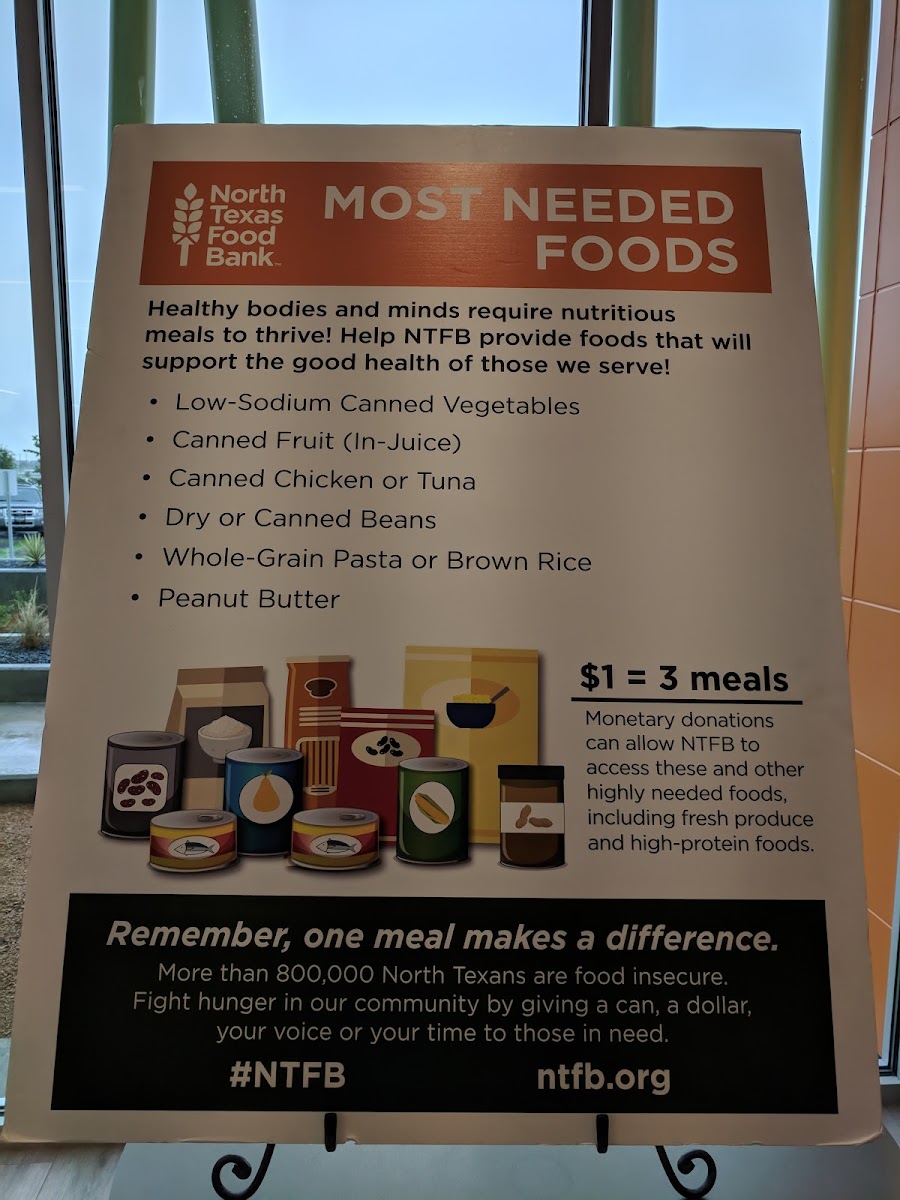 North
Texas
Food
Bank™
MOST NEEDED
FOODS
Healthy bodies and minds require nutritious
meals to thrive! Help NTFB provide foods that will
support the good health of those we serve!
• Low-Sodium Canned Vegetables
• Canned Fruit (In-Juice)
• Canned Chicken or Tuna
• Dry or Canned Beans
• Whole-Grain Pasta or Brown Rice
• Peanut Butter
$1 = 3 meals
Monetary donations
can allow NTFB to
access these and other
highly needed foods,
including fresh produce
and high-protein foods.
Remember, one meal makes a difference.
More than 800,000 North Texans are food insecure.
Fight hunger in our community by giving a can, a dollar,
your voice or your time to those in need.
#NTFB
ntfb.org